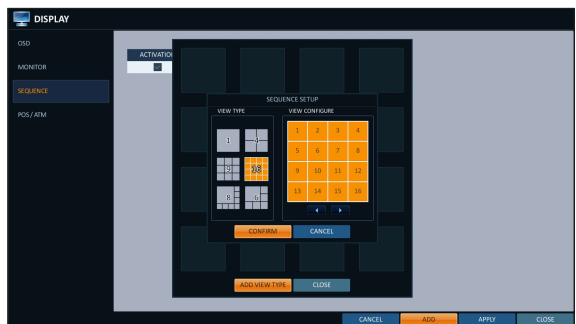 DISPLAY
OSD
MONITOR
SEQUENCE
POS / ATM
ACTIVATIO
SEQUENCE SETUP
VIEW TYPE
VIEW CONFIGURE
1 4
9 16
8 6
1 2 3 4
5 6 7 8
9 10 11 12
13 14 15 16
CONFIRM CANCEL
ADD VIEW TYPE CLOSE
CANCEL ADD APPLY CLOSE